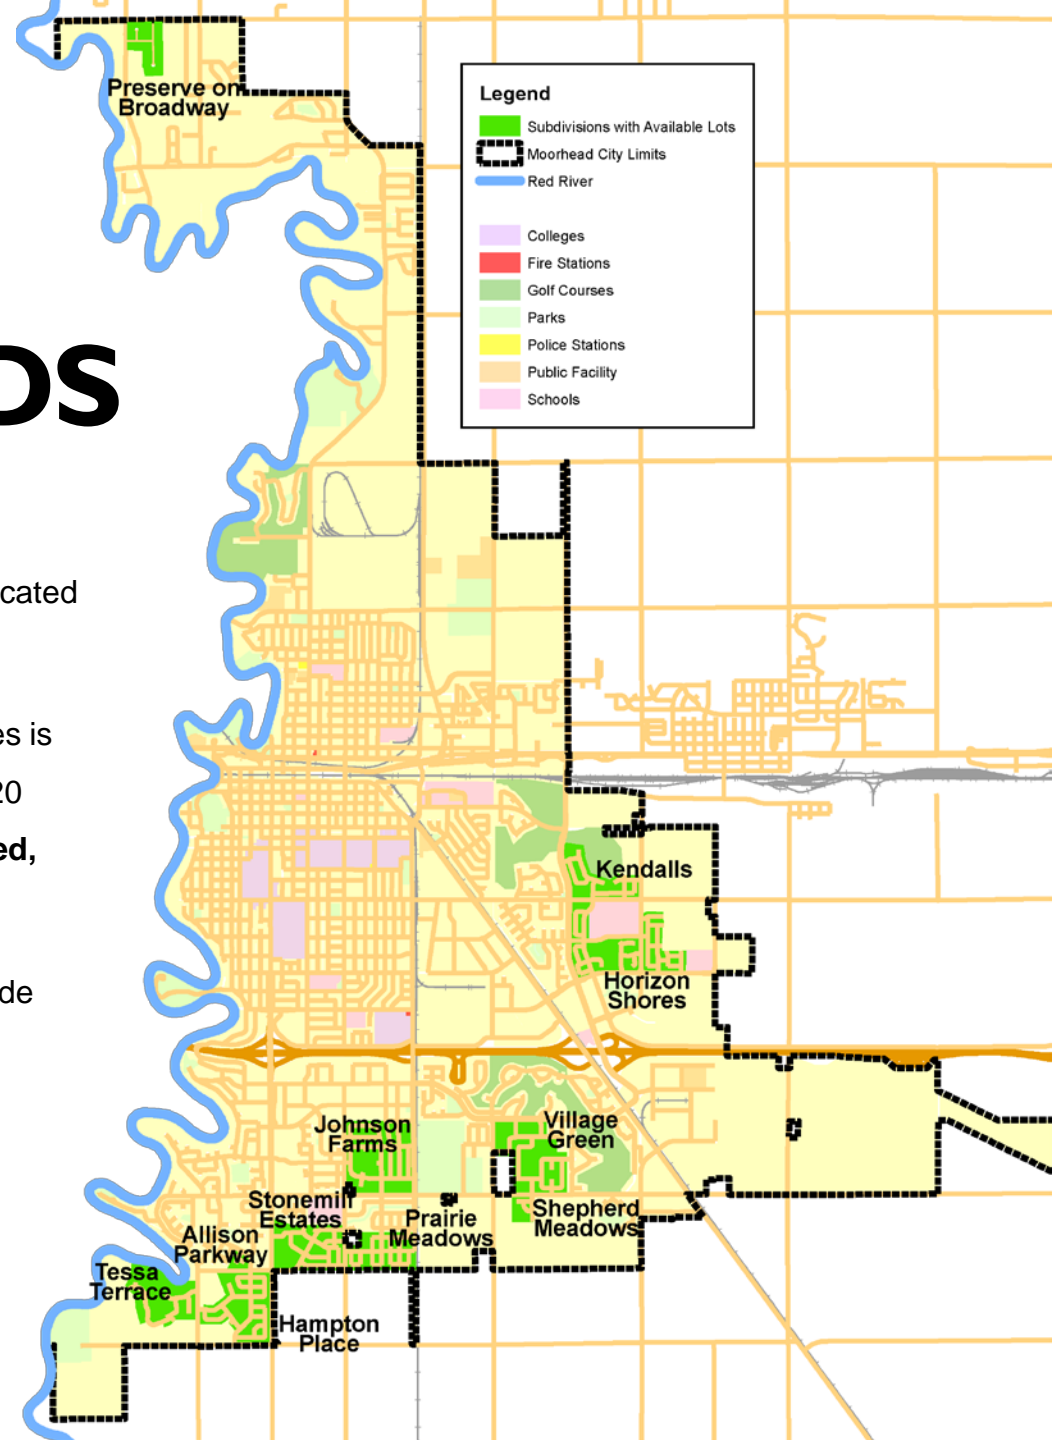 Preserve on
Broadway
Legend
Subdivisions with Available Lots
Moorhead City Limits
Red River
Colleges
Fire Stations
Golf Courses
Parks
Police Stations
Public Facility
Schools
DS
cated
es is
20
ed,
de
Kendalls
Horizon
Shores
Johnson
Farms
Village
Green
Stonemill
Estates
Prairie
Meadows
Shepherd
Meadows
Allison
Parkway
Tessa
Terrace
Hampton
Place